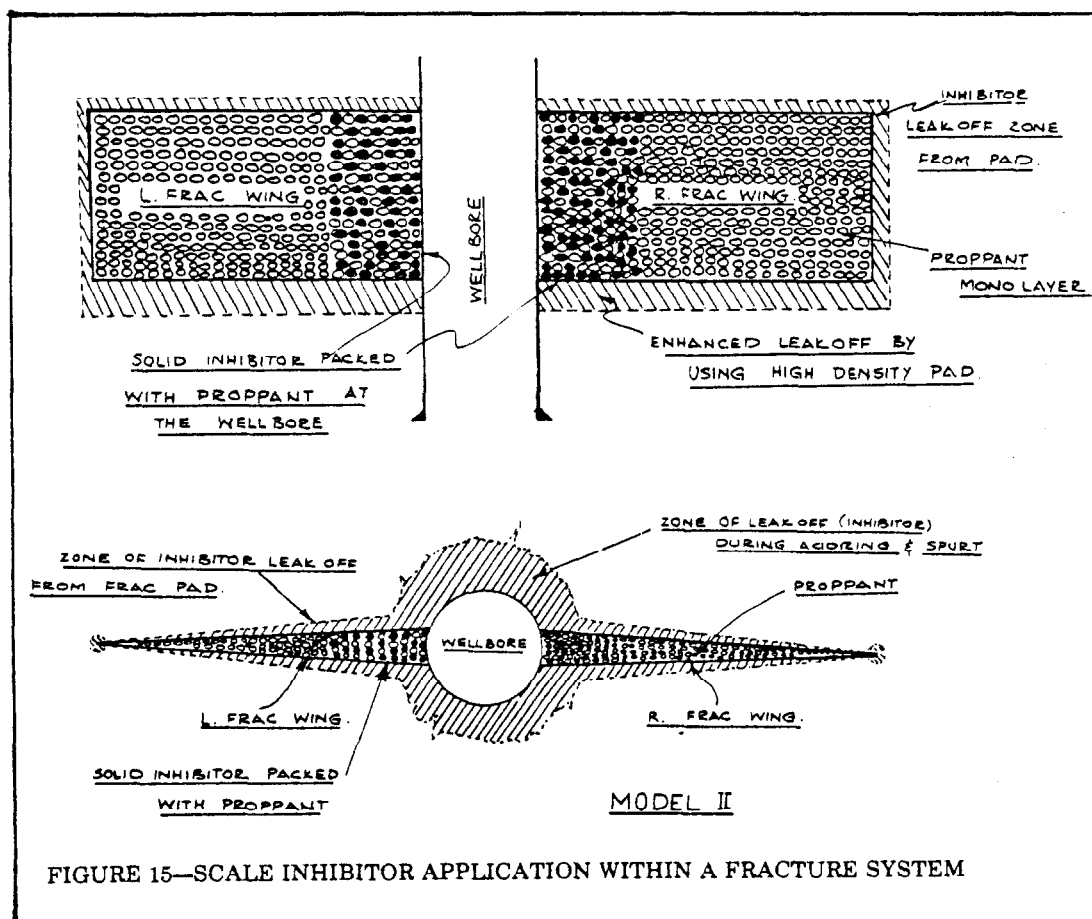 INHIBITOR
LEAKOFF ZONE
FROM PAD.
L. FRAC WING
R. FRAC WING.
WELLBORE
PROPPANT
MONO LAYER
SOLID INHIBITOR PACKED
WITH PROPPANT AT
THE WELLBORE
ENHANCED LEAKOFF BY
USING HIGH DENSITY PAD.
ZONE OF LEAKOFF (INHIBITOR)
DURING ACIDIZING & SPURT
ZONE OF INHIBITOR LEAKOFF
FROM FRAC PAD.
PROPPANT
WELLBORE
L. FRAC WING.
R. FRAC WING.
SOLID INHIBITOR PACKED
WITH PROPPANT
MODEL II
FIGURE 15—SCALE INHIBITOR APPLICATION WITHIN A FRACTURE SYSTEM